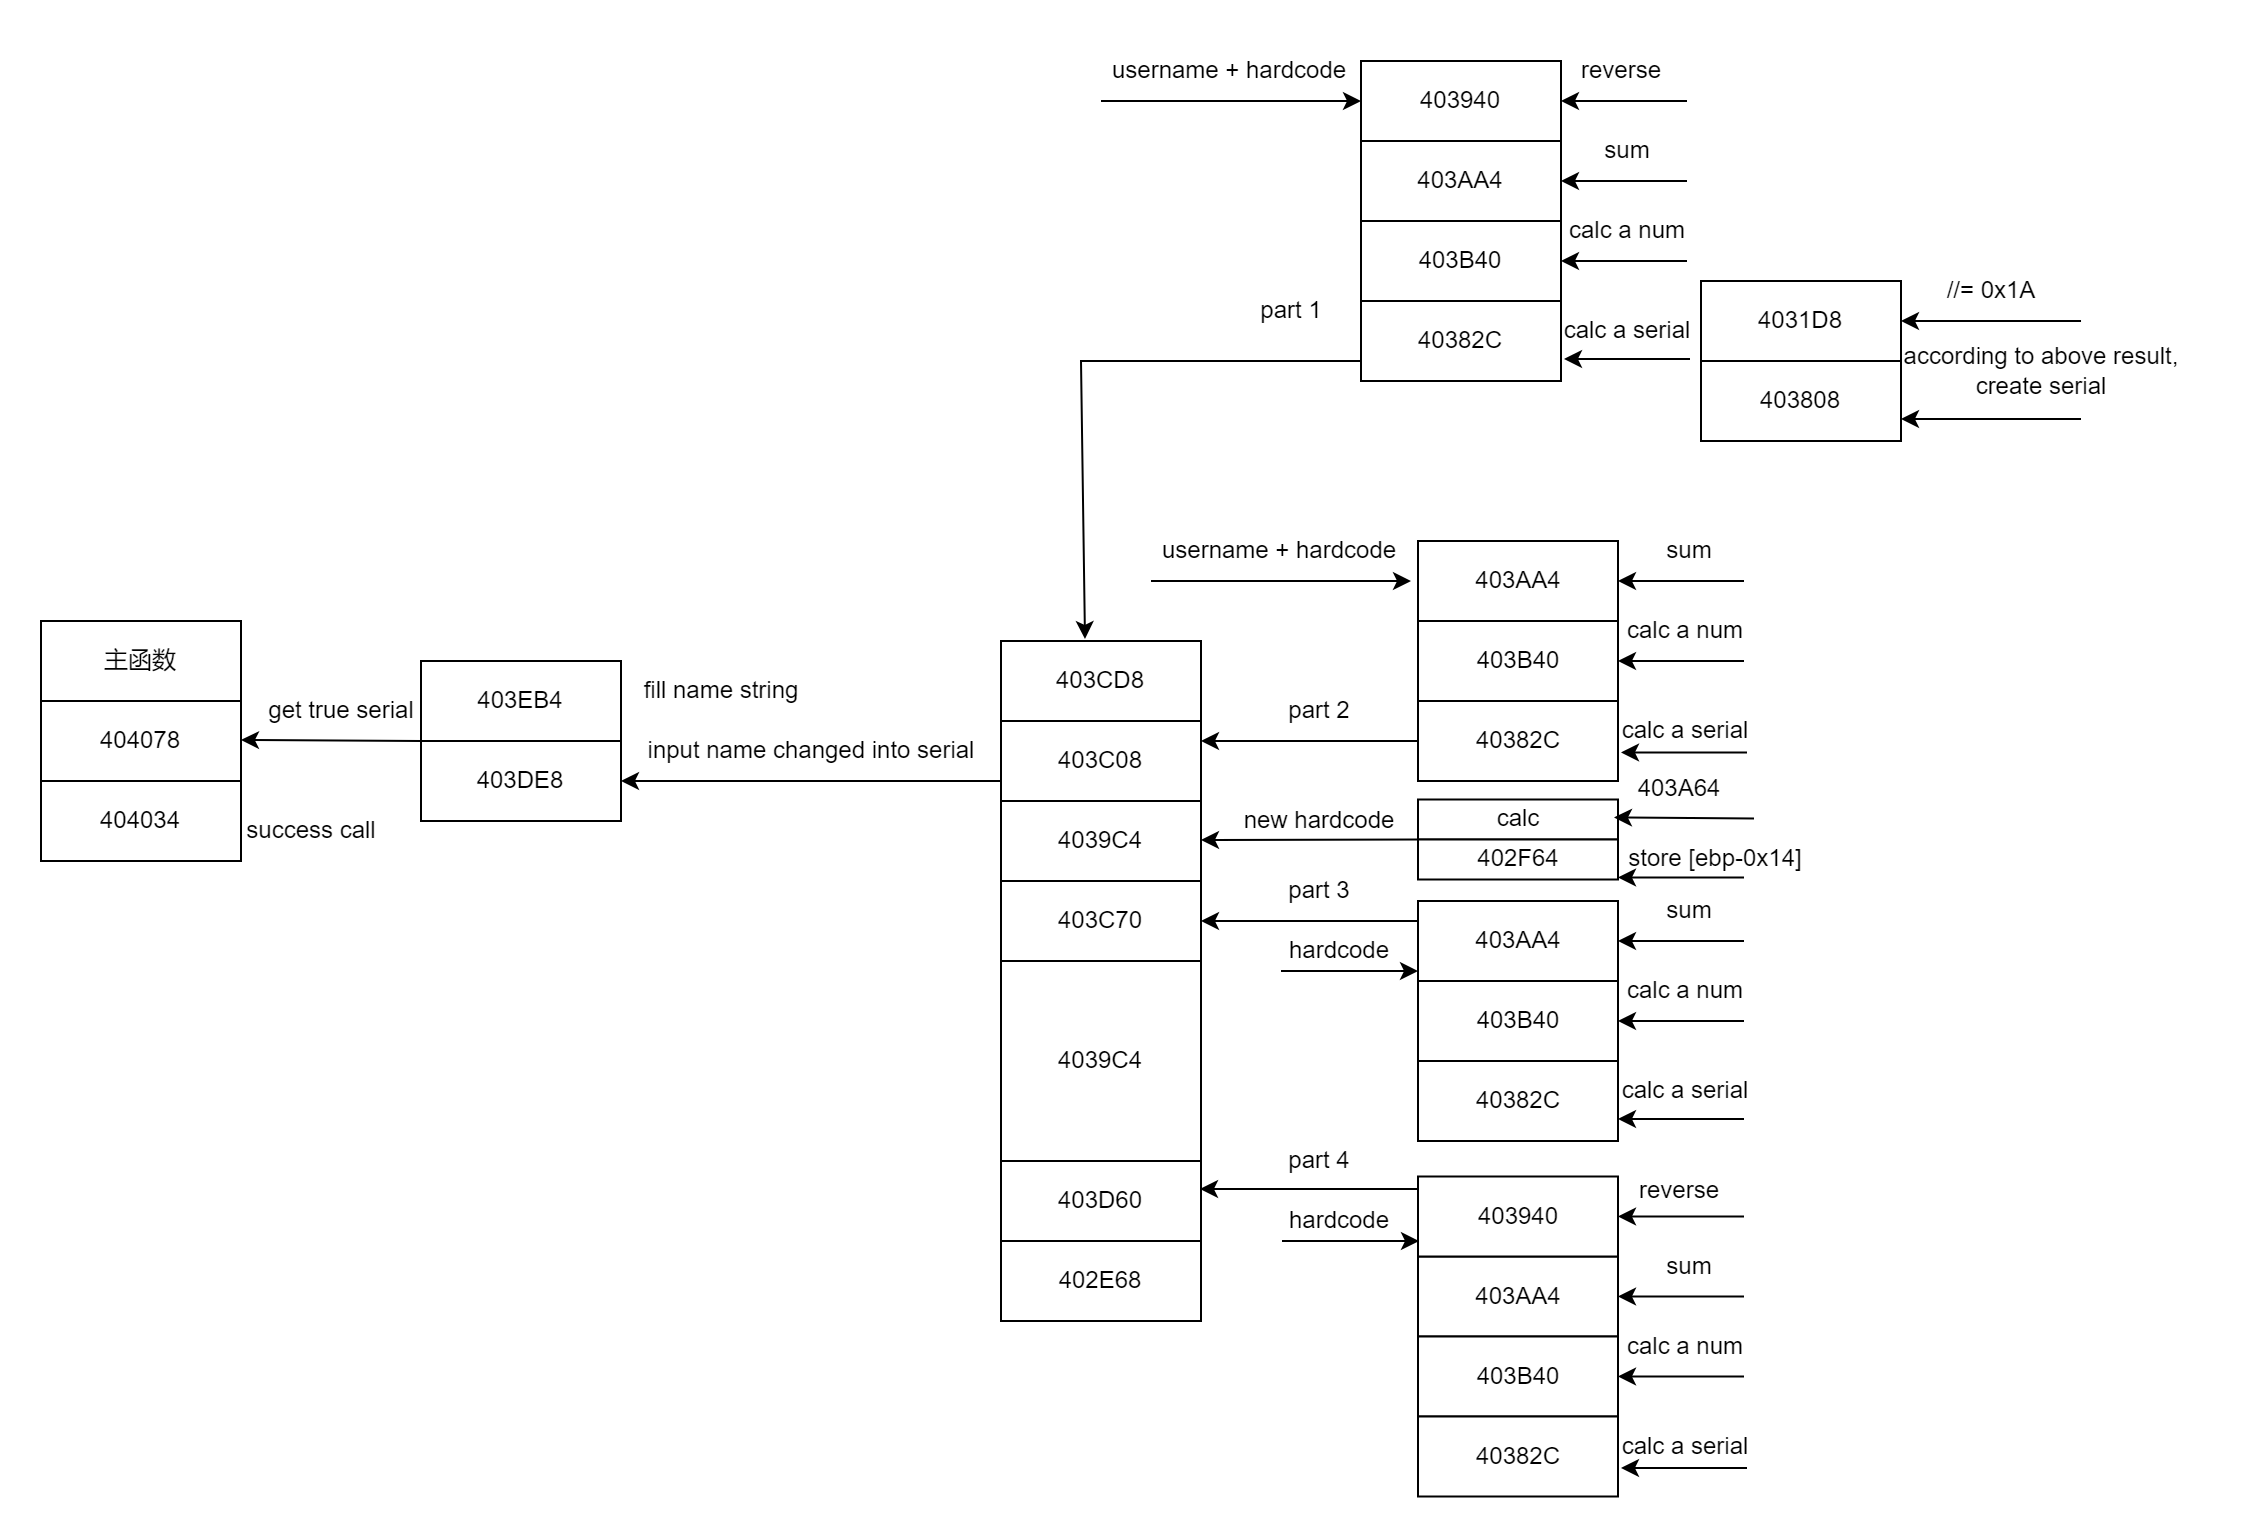 username + hardcode
403940
reverse
403AA4
sum
403B40
calc a num
part 1
40382C
calc a serial
4031D8
//= 0x1A
403808
according to above result,
create serial
主函数
404078
404034
get true serial
success call
403EB4
403DE8
fill name string
input name changed into serial
403CD8
403C08
4039C4
403C70
4039C4
403D60
402E68
username + hardcode
part 2
403AA4
sum
403B40
calc a num
40382C
calc a serial
new hardcode
calc
403A64
402F64
store [ebp-0x14]
part 3
hardcode
403AA4
sum
403B40
calc a num
40382C
calc a serial
part 4
hardcode
403940
reverse
403AA4
sum
403B40
calc a num
40382C
calc a serial